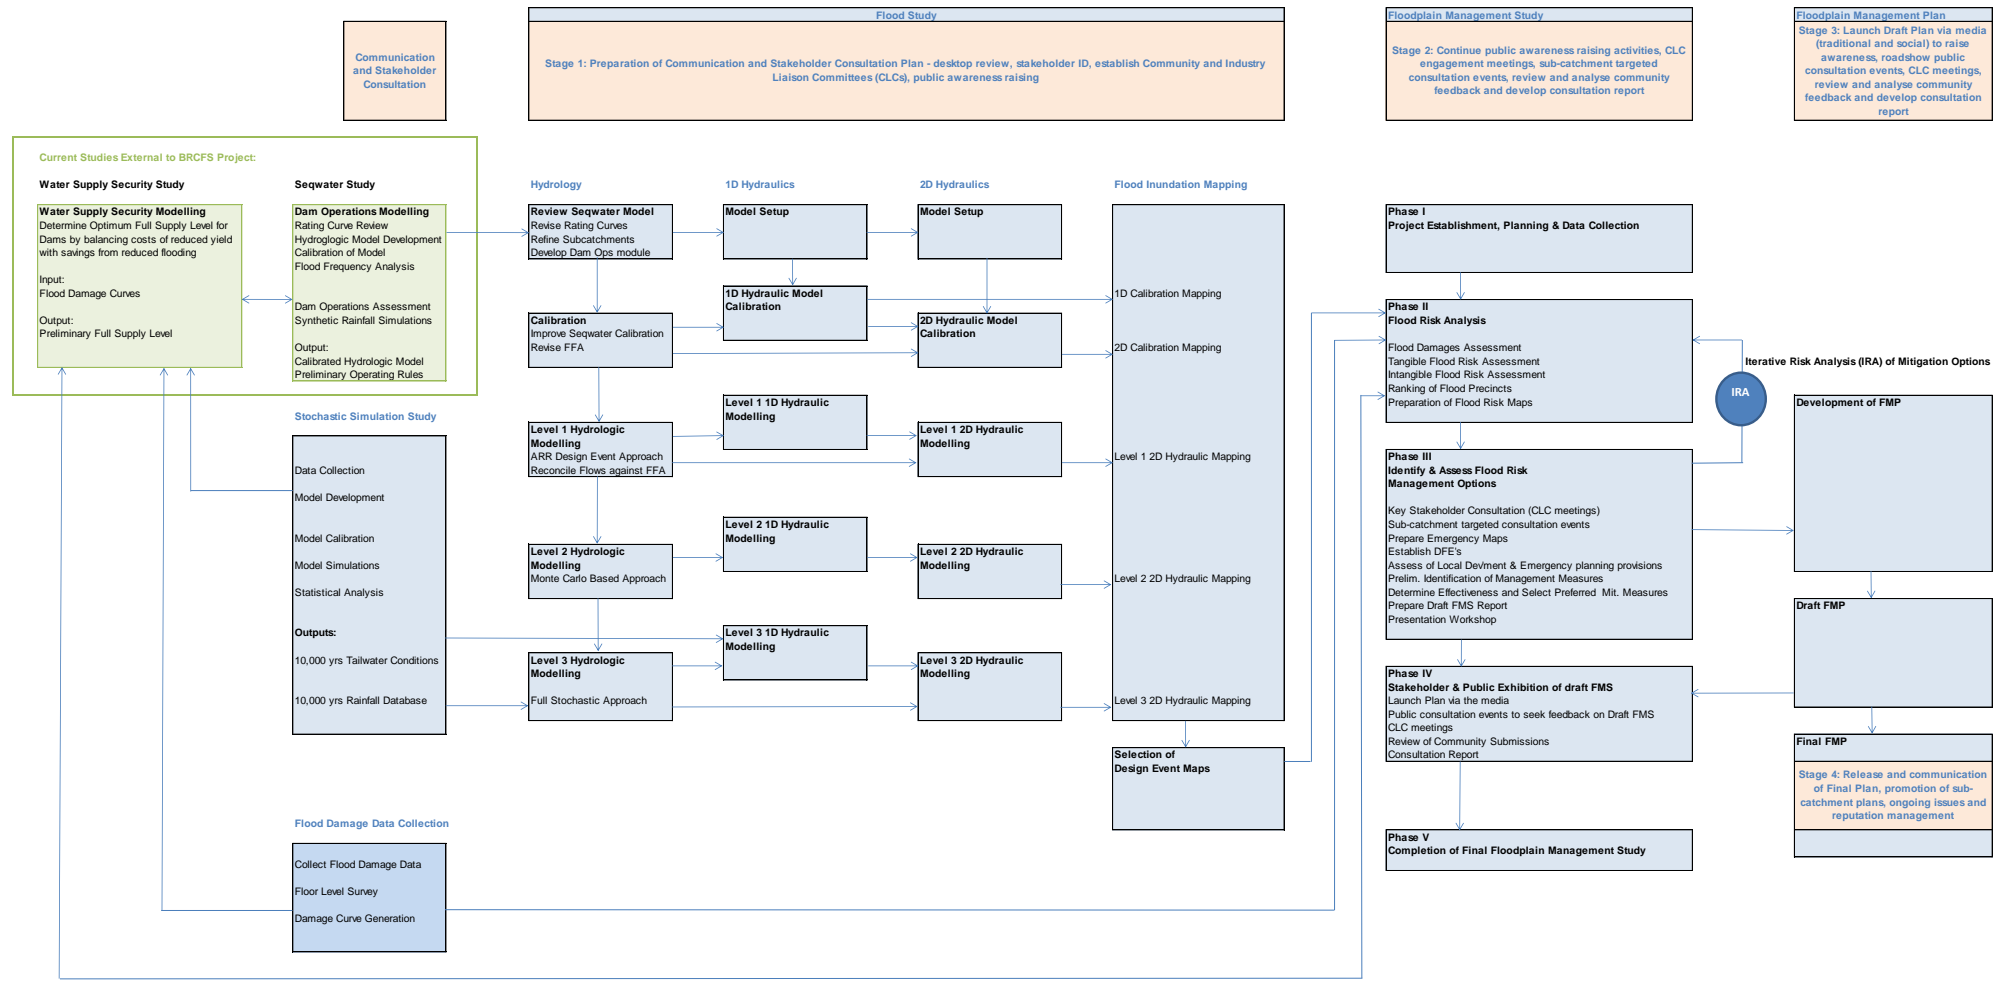 Flood Study
Floodplain Management Study
Floodplain Management Plan
Communication
and Stakeholder
Consultation
Stage 1: Preparation of Communication and Stakeholder Consultation Plan - desktop review, stakeholder ID, establish Community and Industry
Liaison Committees (CLCs), public awareness raising
Stage 2: Continue public awareness raising activities, CLC
engagement meetings, sub-catchment targeted
consultation events, review and analyse community
feedback and develop consultation report
Stage 3: Launch Draft Plan via media
(traditional and social) to raise
awareness, roadshow public
consultation events, CLC meetings,
review and analyse community
feedback and develop consultation
report
Current Studies External to BRCFS Project:
Water Supply Security Study
Water Supply Security Modelling
Determine Optimum Full Supply Level for
Dams by balancing costs of reduced yield
with savings from reduced flooding
Input:
Flood Damage Curves
Output:
Preliminary Full Supply Level
Seqwater Study
Dam Operations Modelling
Rating Curve Review
Hydroglogic Model Development
Calibration of Model
Flood Frequency Analysis
Dam Operations Assessment
Synthetic Rainfall Simulations
Output:
Calibrated Hydrologic Model
Preliminary Operating Rules
Stochastic Simulation Study
Data Collection
Model Development
Model Calibration
Model Simulations
Statistical Analysis
Outputs:
10,000 yrs Tailwater Conditions
10,000 yrs Rainfall Database
Flood Damage Data Collection
Collect Flood Damage Data
Floor Level Survey
Damage Curve Generation
Hydrology
Review Seqwater Model
Revise Rating Curves
Refine Subcatchments
Develop Dam Ops module
Calibration
Improve Seqwater Calibration
Revise FFA
Level 1 Hydrologic
Modelling
ARR Design Event Approach
Reconcile Flows against FFA
Level 2 Hydrologic
Modelling
Monte Carlo Based Approach
Level 3 Hydrologic
Modelling
Full Stochastic Approach
1D Hydraulics
Model Setup
1D Hydraulic Model
Calibration
Level 1 1D Hydraulic
Modelling
Level 2 1D Hydraulic
Modelling
Level 3 1D Hydraulic
Modelling
2D Hydraulics
Model Setup
2D Hydraulic Model
Calibration
Level 1 2D Hydraulic
Modelling
Level 2 2D Hydraulic
Modelling
Level 3 2D Hydraulic
Modelling
Flood Inundation Mapping
1D Calibration Mapping
2D Calibration Mapping
Level 1 2D Hydraulic Mapping
Level 2 2D Hydraulic Mapping
Level 3 2D Hydraulic Mapping
Selection of
Design Event Maps
Phase I
Project Establishment, Planning & Data Collection
Phase II
Flood Risk Analysis
Flood Damages Assessment
Tangible Flood Risk Assessment
Intangible Flood Risk Assessment
Ranking of Flood Precincts
Preparation of Flood Risk Maps
Phase III
Identify & Assess Flood Risk
Management Options
Key Stakeholder Consultation (CLC meetings)
Sub-catchment targeted consultation events
Prepare Emergency Maps
Establish DFE's
Assess of Local Dev'ment & Emergency planning provisions
Prelim. Identification of Management Measures
Determine Effectiveness and Select Preferred Mit. Measures
Prepare Draft FMS Report
Presentation Workshop
Phase IV
Stakeholder & Public Exhibition of draft FMS
Launch Plan via the media
Public consultation events to seek feedback on Draft FMS
CLC meetings
Review of Community Submissions
Consultation Report
Phase V
Completion of Final Floodplain Management Study
Iterative Risk Analysis (IRA) of Mitigation Options
IRA
Development of FMP
Draft FMP
Final FMP
Stage 4: Release and communication
of Final Plan, promotion of sub-
catchment plans, ongoing issues and
reputation management